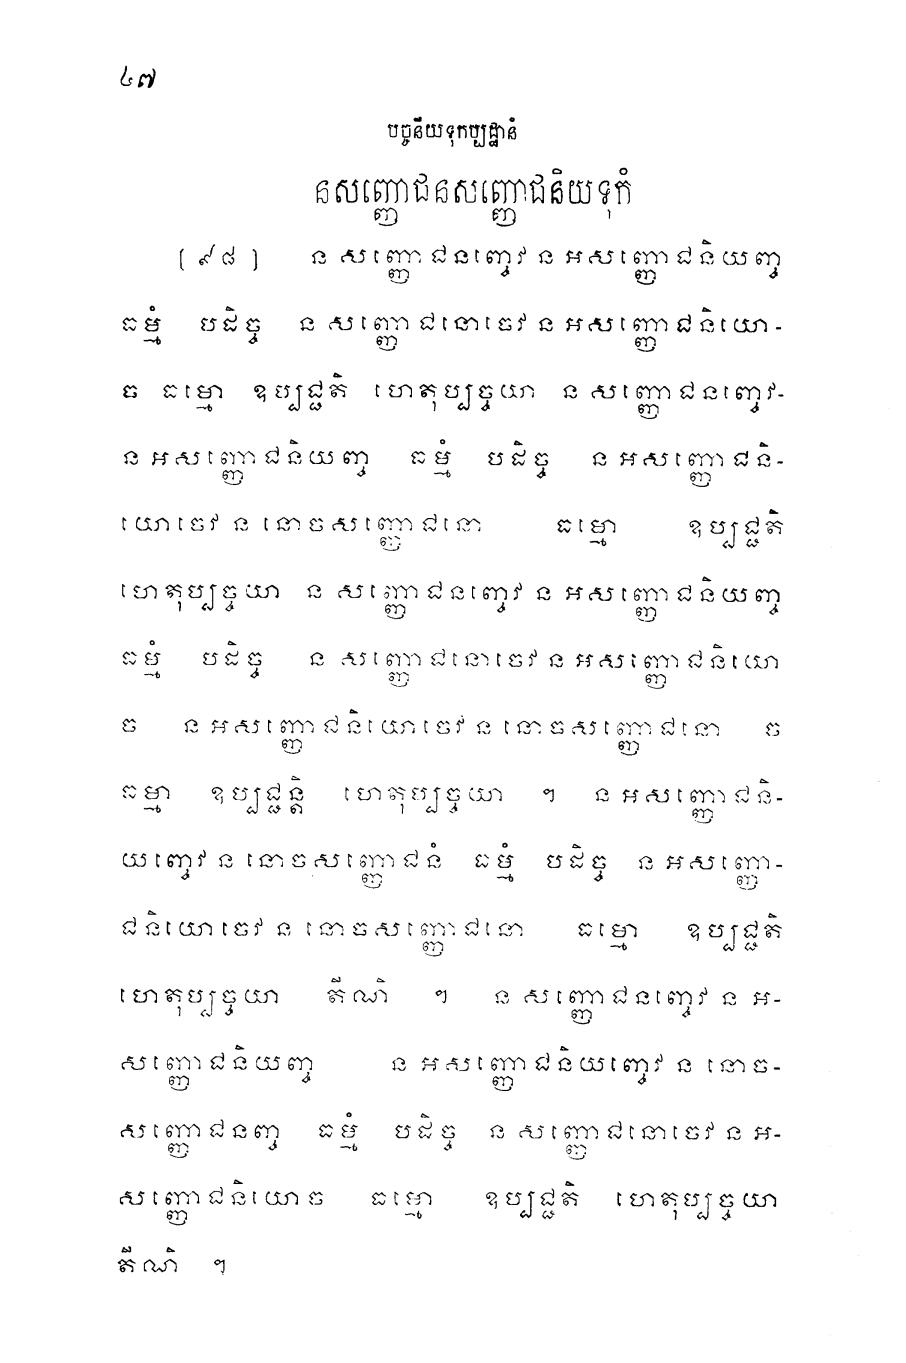 ៤៧
បច្ចនីយទុកប្បដ្ឋានំ
នសញ្ញោជនសញ្ញោជនិយទុកំ
[៩៨] ន សញ្ញោជនញ្ចេវ ន អសញ្ញោជនិយញ្ច
ធម្មំ បដិច្ច ន សញ្ញោជនោ ចេវ ន អសញ្ញោជនិយោ-
ច ធម្មោ ឧប្បជ្ជតិ ហេតុប្បច្ចយា ន សញ្ញោជនញ្ចេវ-
ន អសញ្ញោជនិយញ្ច ធម្មំ បដិច្ច ន អសញ្ញោជនិ-
យោ ចេវ ន នោ ច សញ្ញោជនោ ធម្មោ ឧប្បជ្ជតិ
ហេតុប្បច្ចយា ន សញ្ញោជនញ្ចេវ ន អសញ្ញោជនិយញ្ច
ធម្មំ បដិច្ច ន សញ្ញោជនោ ចេវ ន អសញ្ញោជនិយោ
ច ន អសញ្ញោជនិយោ ចេវ ន នោ ច សញ្ញោជនោ ច
ធម្មា ឧប្បជ្ជន្តិ ហេតុប្បច្ចយា ។ ន អសញ្ញោជនិ-
យញ្ចេវ ន នោ ច សញ្ញោជនំ ធម្មំ បដិច្ច ន អសញ្ញោ-
ជនិយោ ចេវ ន នោ ច សញ្ញោជនោ ធម្មោ ឧប្បជ្ជតិ
ហេតុប្បច្ចយា តីណិ ។ ន សញ្ញោជនញ្ចេវ ន អ-
សញ្ញោជនិយញ្ច ន អសញ្ញោជនិយញ្ចេវ ន នោ ច-
សញ្ញោជនញ្ច ធម្មំ បដិច្ច ន សញ្ញោជនោ ចេវ ន អ-
សញ្ញោជនិយោ ច ធម្មោ ឧប្បជ្ជតិ ហេតុប្បច្ចយា
តីណិ ។